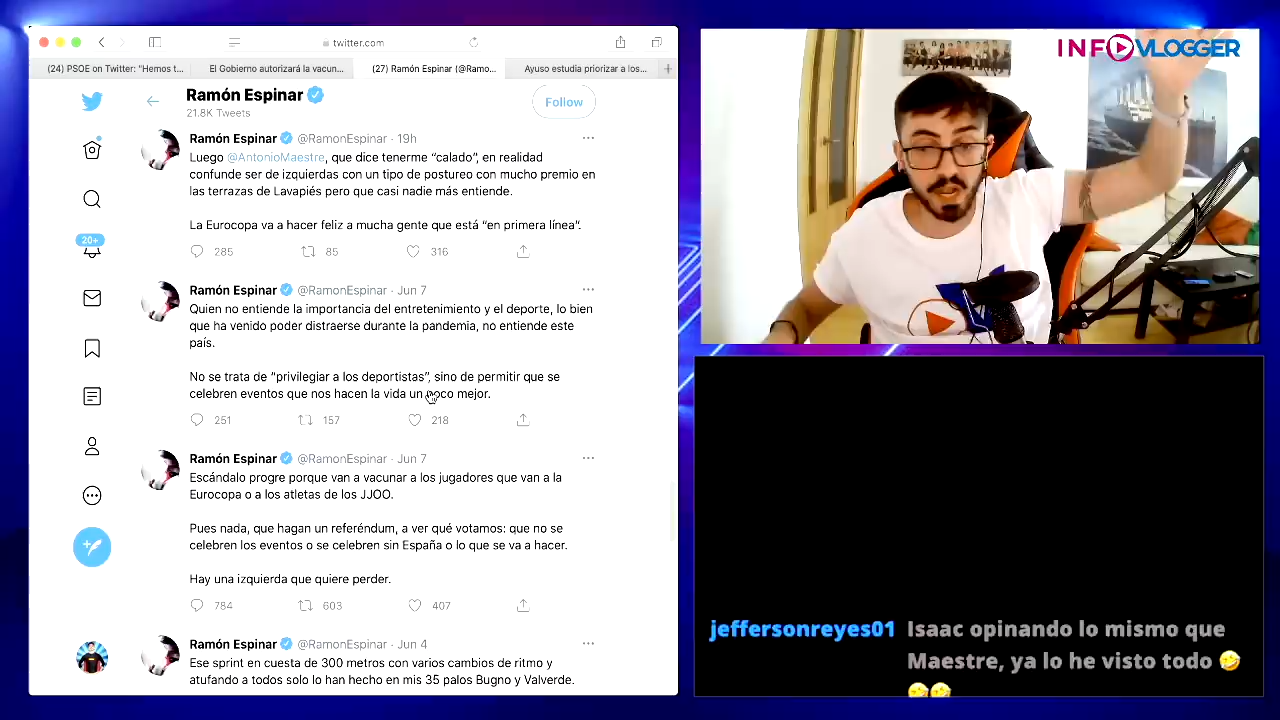 twitter.com
(24) PSOE on Twitter: "Hemos t...
El Gobierno autorizará la vacun...
(27) Ramón Espinar (@Ramo...
Ayuso estudia priorizar a los...
Ramón Espinar
21.8K Tweets
Follow
20+
Ramón Espinar @RamonEspinar · 19h
Luego @AntonioMaestre, que dice tenerme “calado”, en realidad
confunde ser de izquierdas con un tipo de postureo con mucho premio en
las terrazas de Lavapiés pero que casi nadie más entiende.
La Eurocopa va a hacer feliz a mucha gente que está “en primera línea”.
285 85 316
Ramón Espinar @RamonEspinar · Jun 7
Quien no entiende la importancia del entretenimiento y el deporte, lo bien
que ha venido poder distraerse durante la pandemia, no entiende este
país.
No se trata de “privilegiar a los deportistas”, sino de permitir que se
celebren eventos que nos hacen la vida un poco mejor.
251 157 218
Ramón Espinar @RamonEspinar · Jun 7
Escándalo progre porque van a vacunar a los jugadores que van a la
Eurocopa o a los atletas de los JJOO.
Pues nada, que hagan un referéndum, a ver qué votamos: que no se
celebren los eventos o se celebren sin España o lo que se va a hacer.
Hay una izquierda que quiere perder.
784 603 407
Ramón Espinar @RamonEspinar · Jun 4
Ese sprint en cuesta de 300 metros con varios cambios de ritmo y
atufando a todos solo lo han hecho en mis 35 palos Bugno y Valverde.
INFOVLOGGER
jeffersonreyes01 Isaac opinando lo mismo que
Maestre, ya lo he visto todo 🤣
🤣🤣